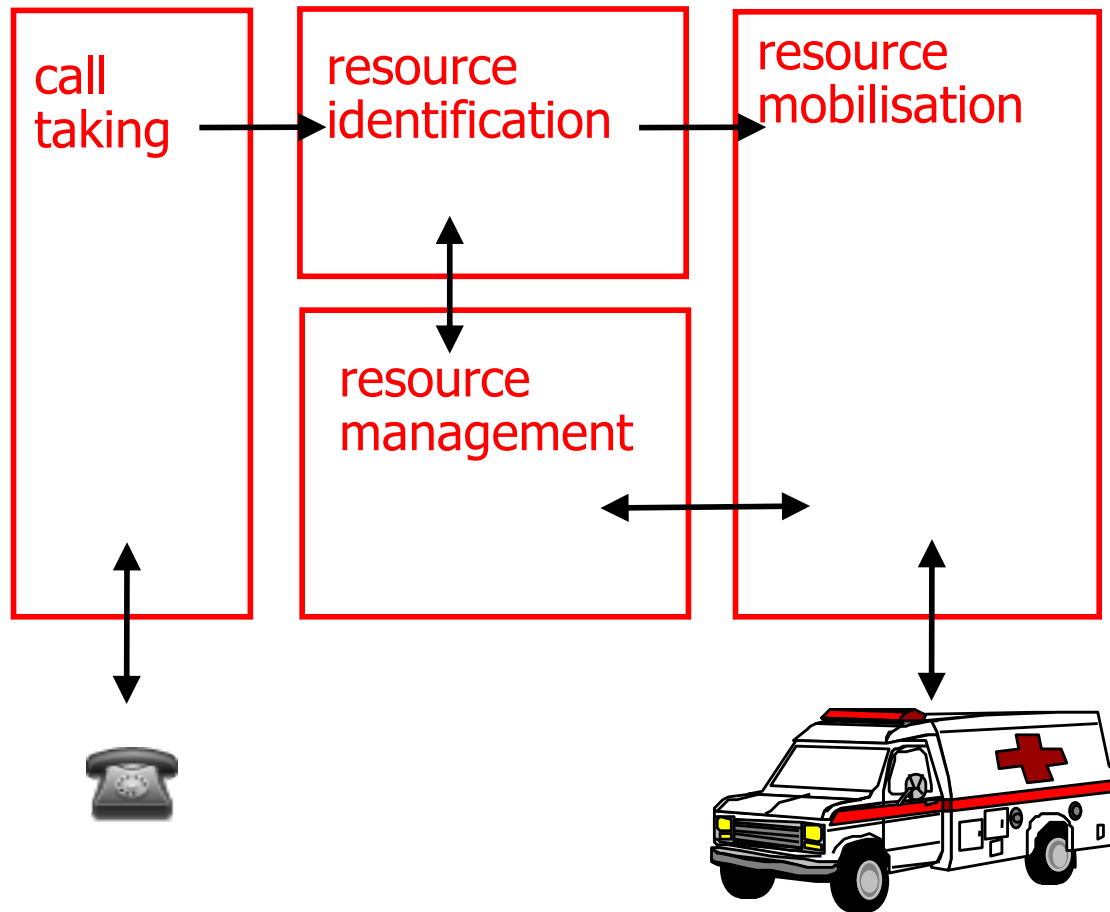 call
taking
resource
identification
resource
mobilisation
resource
management